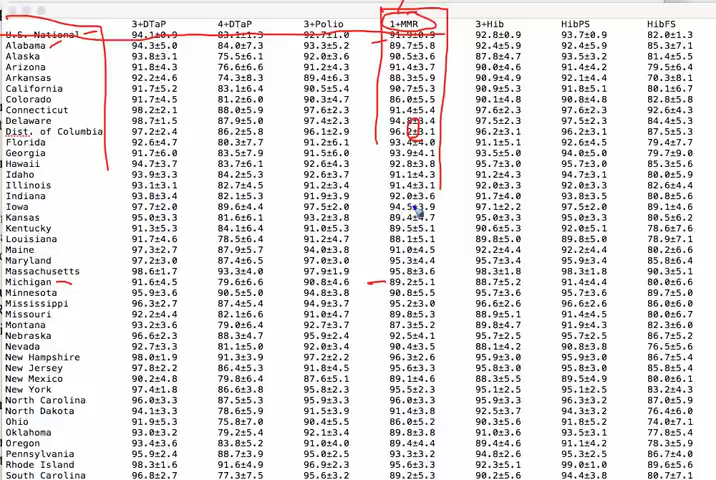 3+DTaP 4+DTaP 3+Polio 1+MMR 3+Hib HibPS HibFS
U.S. National 94.1±0.9 83.1±1.3 92.7±1.0 91.9±0.9 92.8±0.9 93.7±0.9 82.0±1.3
Alabama 94.3±5.0 84.0±7.3 93.3±5.2 89.7±5.8 92.4±5.9 92.4±5.9 85.3±7.1
Alaska 93.8±3.1 75.5±6.1 92.0±3.6 90.5±3.6 87.8±4.7 93.5±3.2 81.4±5.5
Arizona 91.8±4.3 76.6±6.6 91.2±4.3 91.4±3.7 90.0±4.6 91.4±4.2 79.5±6.4
Arkansas 92.2±4.6 74.3±8.3 89.4±6.3 88.3±5.9 90.9±4.9 92.1±4.4 70.3±8.1
California 91.7±5.2 83.1±6.4 90.5±5.4 90.7±5.3 90.9±5.3 91.7±5.2 80.1±6.7
Colorado 91.7±4.5 81.2±6.0 90.3±4.7 86.0±5.5 90.1±4.8 90.8±4.8 82.8±5.8
Connecticut 98.2±2.1 88.0±5.9 97.6±2.3 91.4±5.4 97.6±2.3 97.6±2.3 92.6±4.3
Delaware 98.7±1.5 87.9±5.0 97.4±2.3 94.8±3.4 97.5±2.3 97.5±2.3 84.4±5.3
Dist. of Columbia 97.2±2.4 86.2±5.8 96.1±2.9 96.2±3.1 96.2±3.1 96.2±3.1 87.5±5.3
Florida 92.6±4.7 80.3±7.7 91.2±6.1 93.4±4.0 91.1±5.1 92.6±4.5 79.4±7.7
Georgia 91.7±6.0 83.5±7.9 91.5±6.0 93.9±4.1 93.5±5.0 94.0±5.0 79.7±9.0
Hawaii 94.7±3.7 83.7±6.1 92.6±4.3 92.8±3.8 95.7±3.0 95.7±3.0 85.3±5.6
Idaho 93.9±3.3 84.2±5.3 92.6±3.7 91.1±4.3 91.2±4.3 94.7±3.1 80.0±5.9
Illinois 93.1±3.1 82.7±4.5 91.2±3.4 91.4±3.1 92.0±3.3 92.0±3.3 82.6±4.4
Indiana 93.8±3.4 82.1±5.3 91.9±3.9 92.0±3.6 91.7±4.0 93.8±3.5 80.8±5.6
Iowa 97.7±2.0 89.6±4.4 97.5±2.0 94.5±3.9 97.1±2.2 97.5±2.0 89.1±4.6
Kansas 95.0±3.3 81.6±6.1 93.2±3.8 89.4±4.7 95.0±3.3 95.0±3.3 80.5±6.2
Kentucky 91.3±5.3 84.1±6.4 91.0±5.3 89.5±5.1 90.6±5.3 92.0±5.1 78.6±7.6
Louisiana 91.7±4.6 78.5±6.4 91.2±4.7 88.1±5.1 89.8±5.0 89.8±5.0 78.9±7.1
Maine 97.3±2.7 87.9±5.7 94.0±3.8 91.0±4.5 92.2±4.4 92.2±4.4 80.2±6.6
Maryland 97.2±3.0 87.4±6.5 97.0±3.0 95.3±4.4 95.7±3.4 95.9±3.4 85.8±6.4
Massachusetts 98.6±1.7 93.3±4.0 97.9±1.9 95.8±3.6 98.3±1.8 98.3±1.8 90.3±5.1
Michigan 91.6±4.5 79.6±6.6 90.8±4.6 89.2±5.1 88.7±5.2 91.4±4.4 80.0±6.6
Minnesota 95.9±3.6 90.5±5.0 94.8±3.8 90.8±5.5 95.7±3.6 95.7±3.6 89.7±5.0
Mississippi 96.3±2.7 87.4±5.4 94.9±3.7 95.2±3.0 96.6±2.6 96.6±2.6 86.0±6.0
Missouri 92.2±4.4 82.1±6.6 91.0±4.7 89.8±5.3 88.9±5.1 91.4±4.5 80.0±6.7
Montana 93.2±3.6 79.0±6.4 92.7±3.7 87.3±5.2 89.8±4.7 91.9±4.3 82.3±6.0
Nebraska 96.6±2.3 88.3±4.7 95.9±2.4 92.5±4.1 95.7±2.5 95.7±2.5 86.7±5.2
Nevada 92.7±3.3 81.1±5.0 92.0±3.4 90.4±3.5 88.1±4.2 90.8±3.8 76.5±5.6
New Hampshire 98.0±1.9 91.3±3.9 97.2±2.2 96.3±2.6 95.9±3.0 95.9±3.0 86.7±5.4
New Jersey 97.8±2.2 86.4±5.3 91.8±4.8 95.6±3.3 95.9±3.0 95.9±3.0 86.7±5.4
New Mexico 90.2±4.8 79.8±6.4 87.6±5.1 89.1±4.6 88.3±5.5 89.5±4.9 80.0±6.1
New York 97.4±1.8 86.6±3.8 95.8±2.3 95.5±2.3 95.1±2.5 95.1±2.5 83.2±4.3
North Carolina 96.0±3.3 87.5±5.3 95.9±3.3 96.0±3.3 95.9±3.3 96.3±3.2 87.0±5.9
North Dakota 94.1±3.3 78.6±5.9 91.5±3.9 91.4±3.8 92.5±3.7 94.3±3.2 76.4±6.0
Ohio 91.9±5.3 75.8±7.0 90.4±5.5 86.0±5.2 90.3±5.6 91.8±5.2 74.0±7.1
Oklahoma 93.0±3.2 79.2±5.4 92.1±3.4 89.8±3.8 91.0±3.6 93.5±3.1 77.8±5.4
Oregon 93.4±3.6 83.8±5.2 91.0±4.0 89.4±4.4 89.4±4.6 91.1±4.2 78.3±5.9
Pennsylvania 95.9±2.4 88.7±3.9 94.0±2.5 93.3±3.2 94.8±2.6 95.3±2.5 86.7±4.0
Rhode Island 98.3±1.6 91.6±4.9 96.9±2.3 95.6±3.3 92.3±5.1 99.0±1.0 89.6±5.6
South Carolina 96.8±2.7 77.3±7.5 95.6±3.2 89.2±5.3 94.3±3.6 94.4±3.8 80.7±7.1